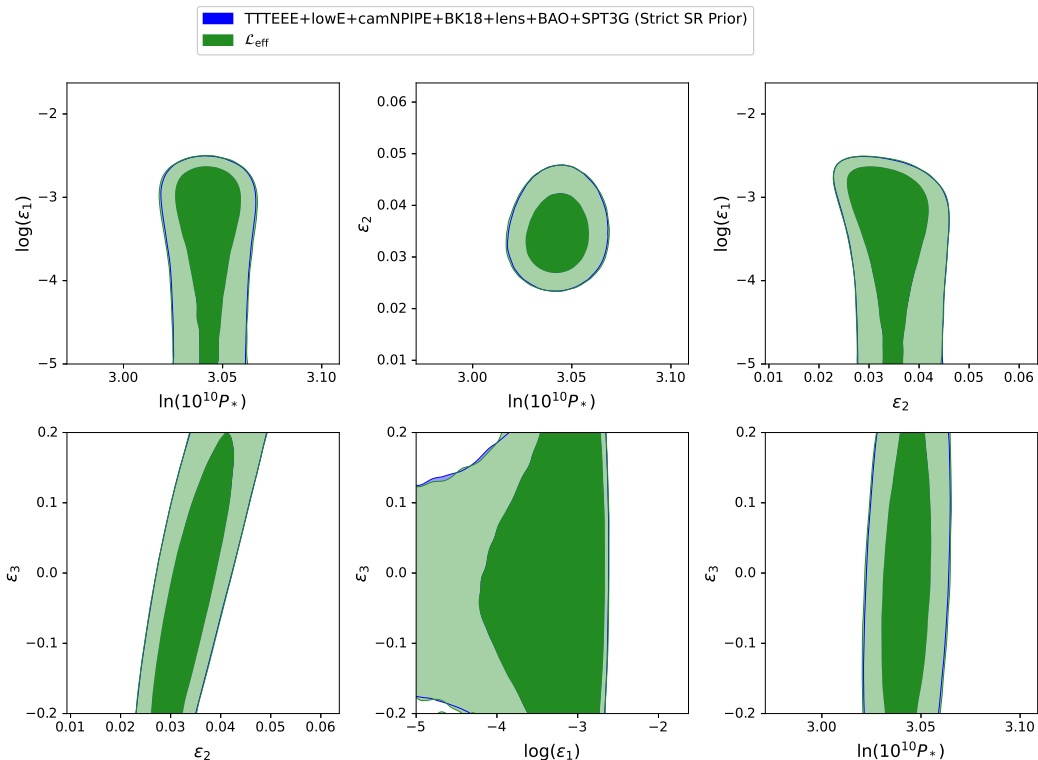 TTTEEE+lowE+camNPIPE+BK18+lens+BAO+SPT3G (Strict SR Prior)
ℒeff
−2
−3
−4
−5
log(ε₁)
3.00 3.05 3.10
ln(10¹⁰P*)
0.06
0.05
0.04
0.03
0.02
0.01
ε₂
3.00 3.05 3.10
ln(10¹⁰P*)
−2
−3
−4
−5
log(ε₁)
0.01 0.02 0.03 0.04 0.05 0.06
ε₂
0.2
0.1
0.0
−0.1
−0.2
ε₃
0.01 0.02 0.03 0.04 0.05 0.06
ε₂
0.2
0.1
0.0
−0.1
−0.2
ε₃
−5 −4 −3 −2
log(ε₁)
0.2
0.1
0.0
−0.1
−0.2
ε₃
3.00 3.05 3.10
ln(10¹⁰P*)